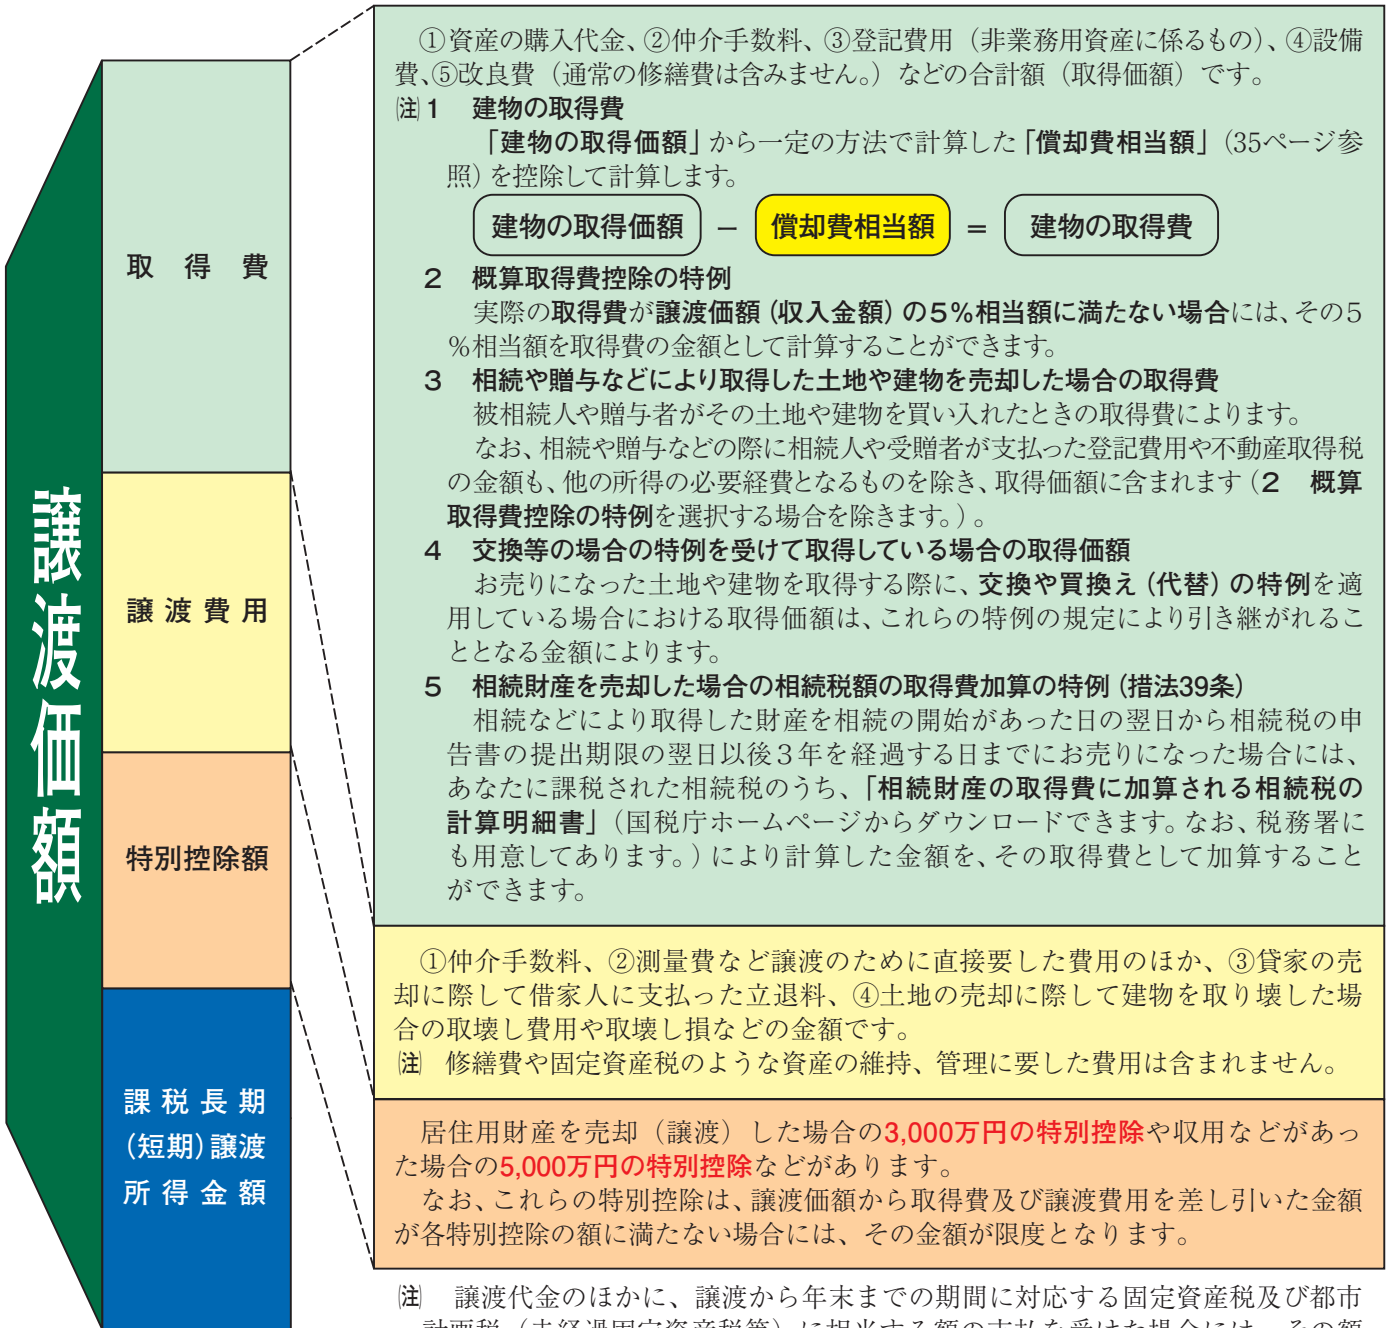 譲渡価額
取得費
譲渡費用
特別控除額
課税長期
(短期)譲渡
所得金額
①資産の購入代金、②仲介手数料、③登記費用（非業務用資産に係るもの）、④設備
費、⑤改良費（通常の修繕費は含みません。）などの合計額（取得価額）です。
㊟1　建物の取得費
「建物の取得価額」から一定の方法で計算した「償却費相当額」（35ページ参
照）を控除して計算します。
建物の取得価額 － 償却費相当額 ＝ 建物の取得費
2　概算取得費控除の特例
実際の取得費が譲渡価額（収入金額）の5％相当額に満たない場合には、その5
％相当額を取得費の金額として計算することができます。
3　相続や贈与などにより取得した土地や建物を売却した場合の取得費
被相続人や贈与者がその土地や建物を買い入れたときの取得費によります。
なお、相続や贈与などの際に相続人や受贈者が支払った登記費用や不動産取得税
の金額も、他の所得の必要経費となるものを除き、取得価額に含まれます（2　概算
取得費控除の特例を選択する場合を除きます。）。
4　交換等の場合の特例を受けて取得している場合の取得価額
お売りになった土地や建物を取得する際に、交換や買換え（代替）の特例を適
用している場合における取得価額は、これらの特例の規定により引き継がれるこ
ととなる金額によります。
5　相続財産を売却した場合の相続税額の取得費加算の特例（措法39条）
相続などにより取得した財産を相続の開始があった日の翌日から相続税の申
告書の提出期限の翌日以後3年を経過する日までにお売りになった場合には、
あなたに課税された相続税のうち、「相続財産の取得費に加算される相続税の
計算明細書」（国税庁ホームページからダウンロードできます。なお、税務署に
も用意してあります。）により計算した金額を、その取得費として加算すること
ができます。
①仲介手数料、②測量費など譲渡のために直接要した費用のほか、③貸家の売
却に際して借家人に支払った立退料、④土地の売却に際して建物を取り壊した場
合の取壊し費用や取壊し損などの金額です。
㊟　修繕費や固定資産税のような資産の維持、管理に要した費用は含まれません。
居住用財産を売却（譲渡）した場合の3,000万円の特別控除や収用などがあっ
た場合の5,000万円の特別控除などがあります。
なお、これらの特別控除は、譲渡価額から取得費及び譲渡費用を差し引いた金額
が各特別控除の額に満たない場合には、その金額が限度となります。
㊟　譲渡代金のほかに、譲渡から年末までの期間に対応する固定資産税及び都市
計画税（未経過固定資産税等）に相当する額の支払を受けた場合には、その額